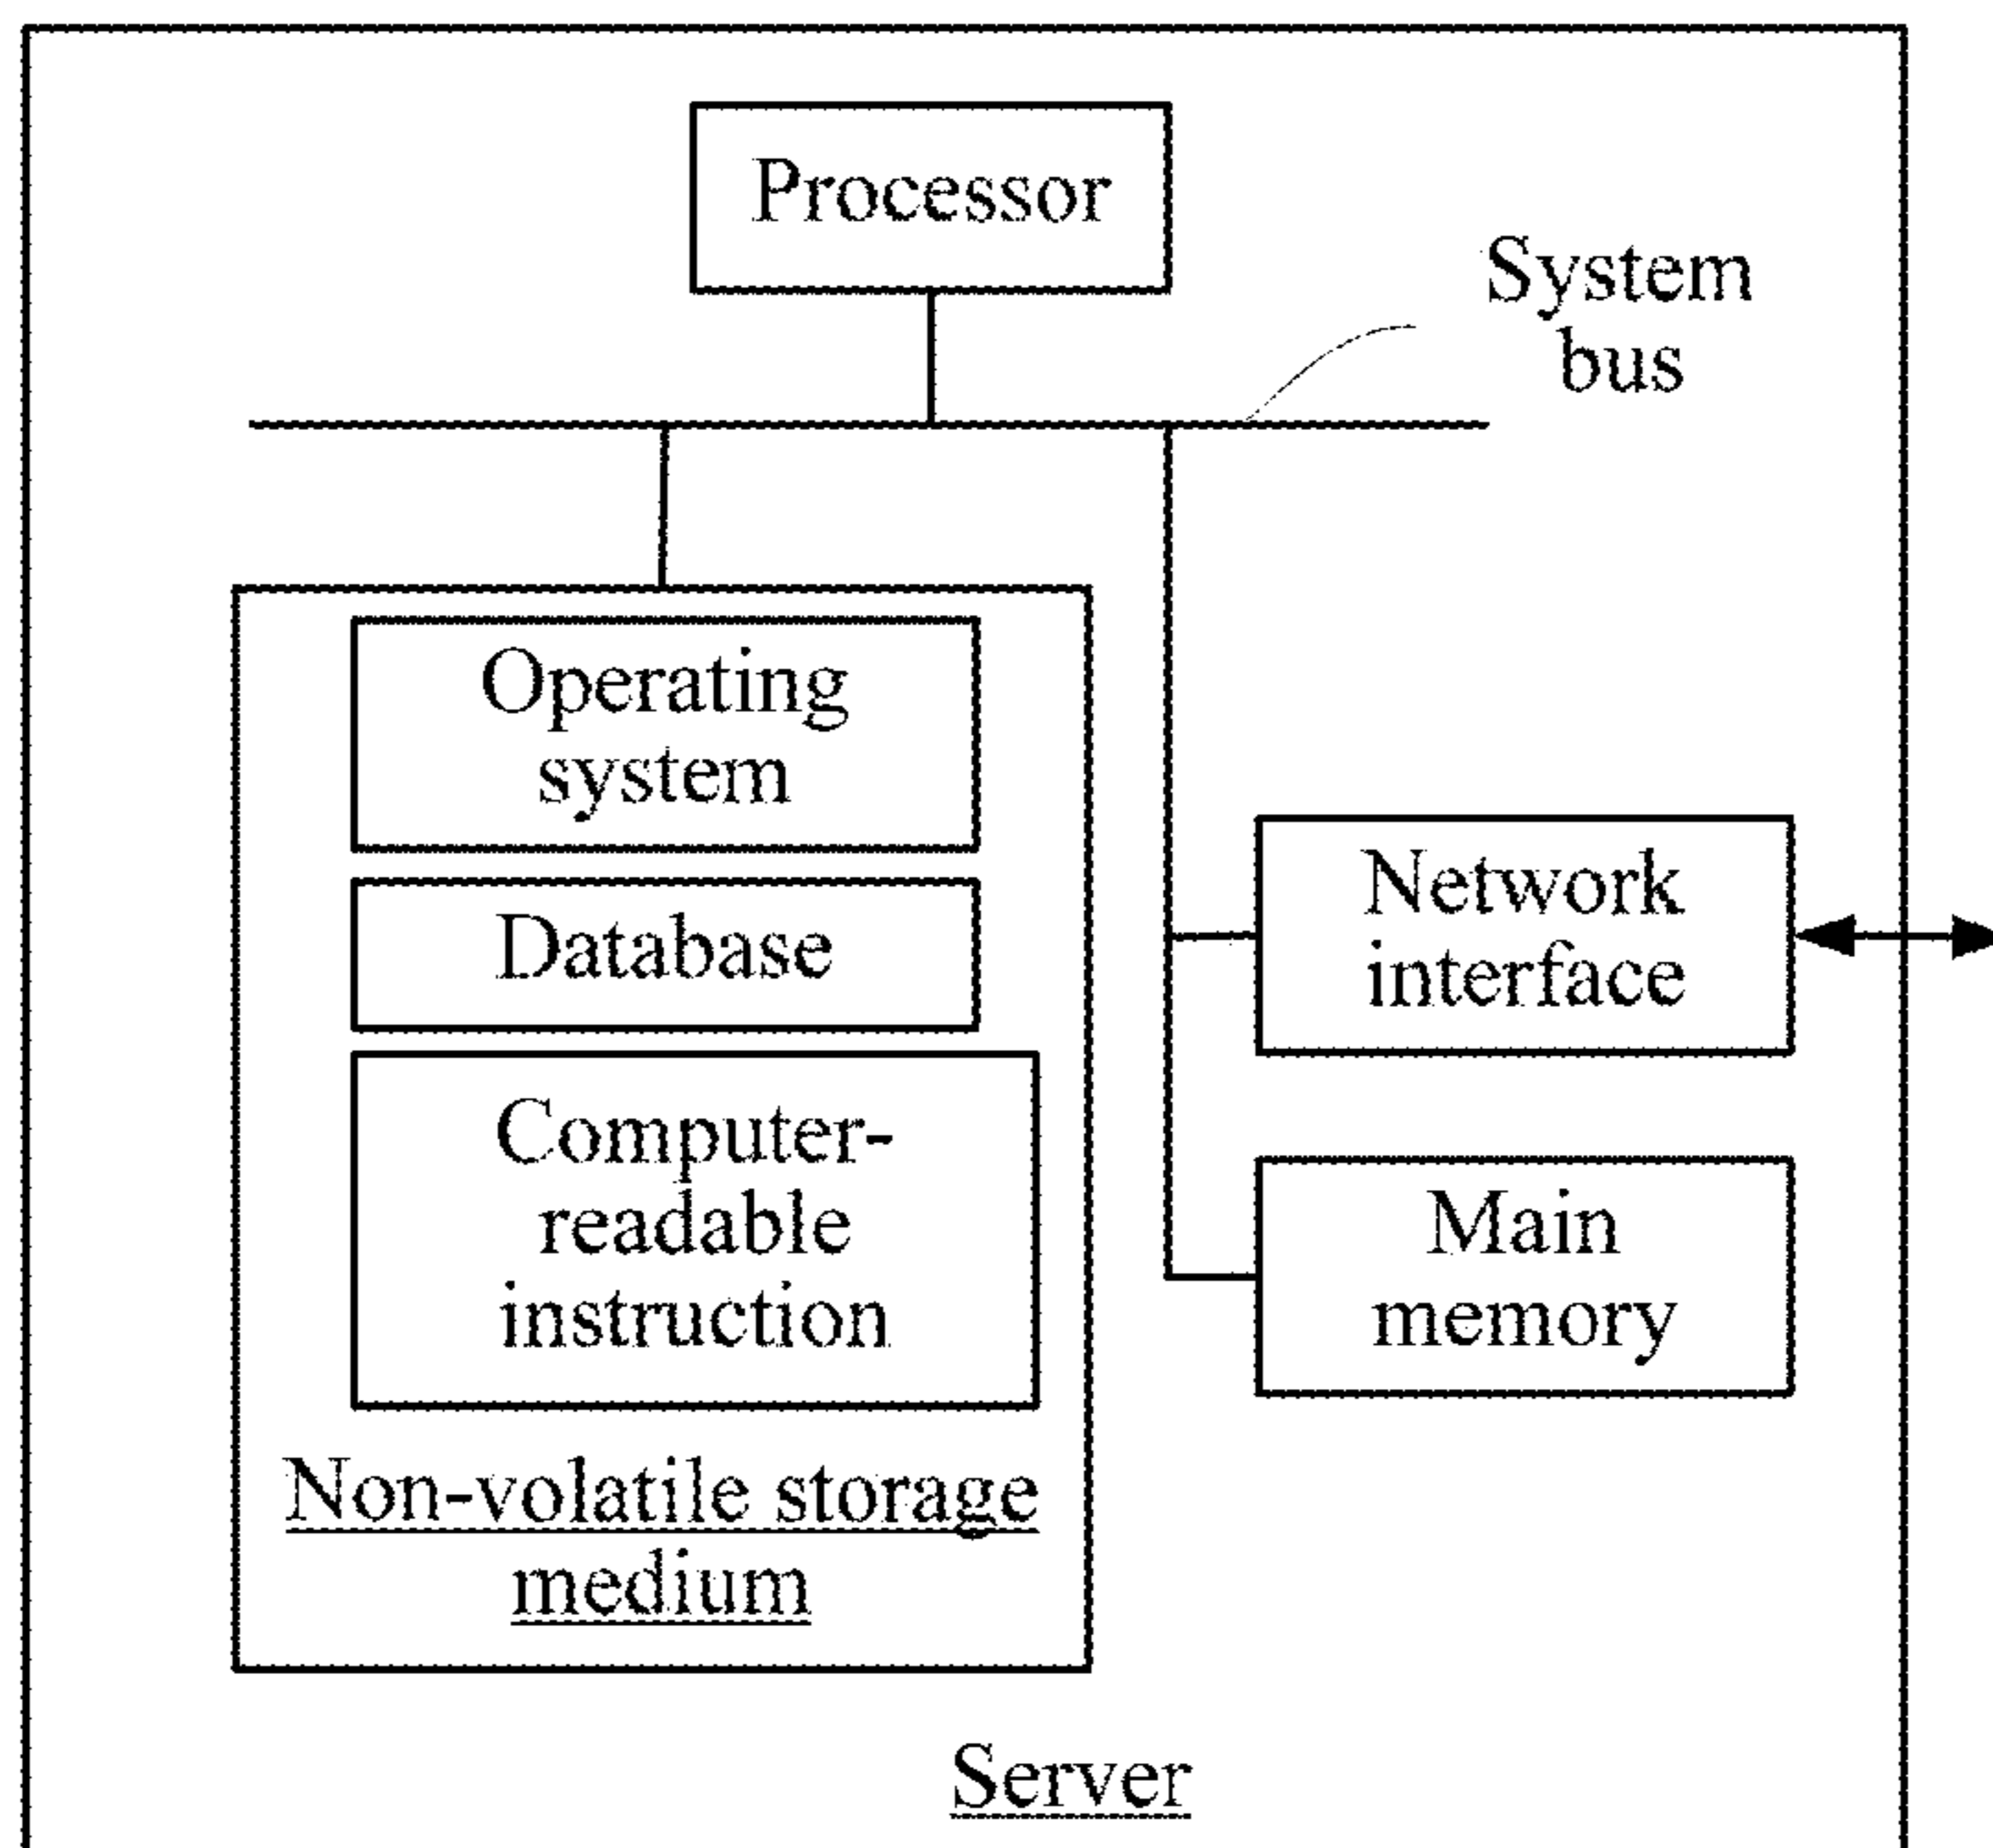 Processor
System
bus
Operating
system
Database
Computer-
readable
instruction
Non-volatile storage
medium
Network
interface
Main
memory
Server